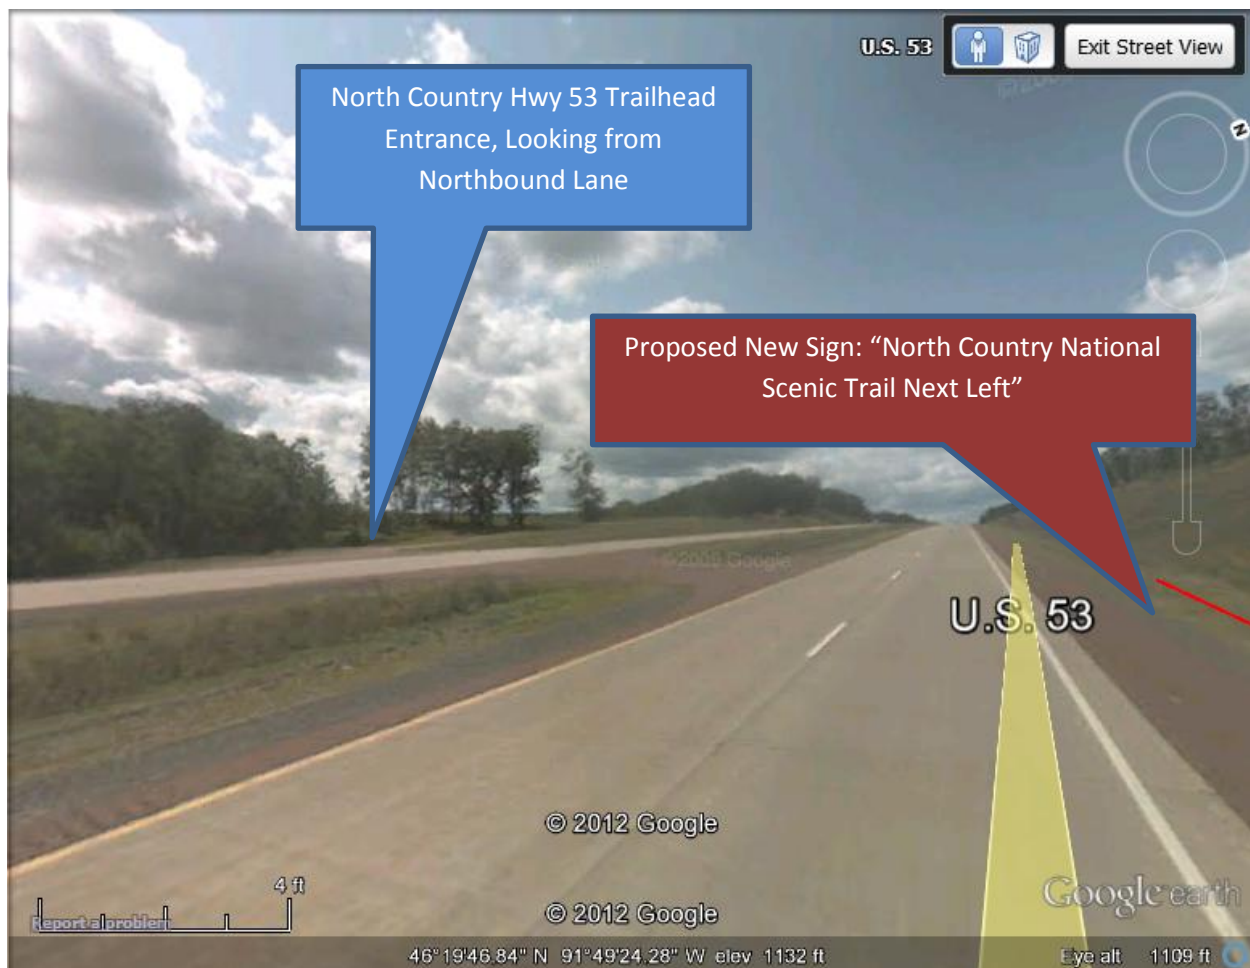 U.S. 53
Exit Street View
N
North Country Hwy 53 Trailhead
Entrance, Looking from
Northbound Lane
Proposed New Sign: “North Country National
Scenic Trail Next Left”
©2009 Google
U.S. 53
© 2012 Google
4 ft
Report a problem
© 2012 Google
Google earth
46°19'46.84" N 91°49'24.28" W elev 1132 ft
Eye alt 1109 ft